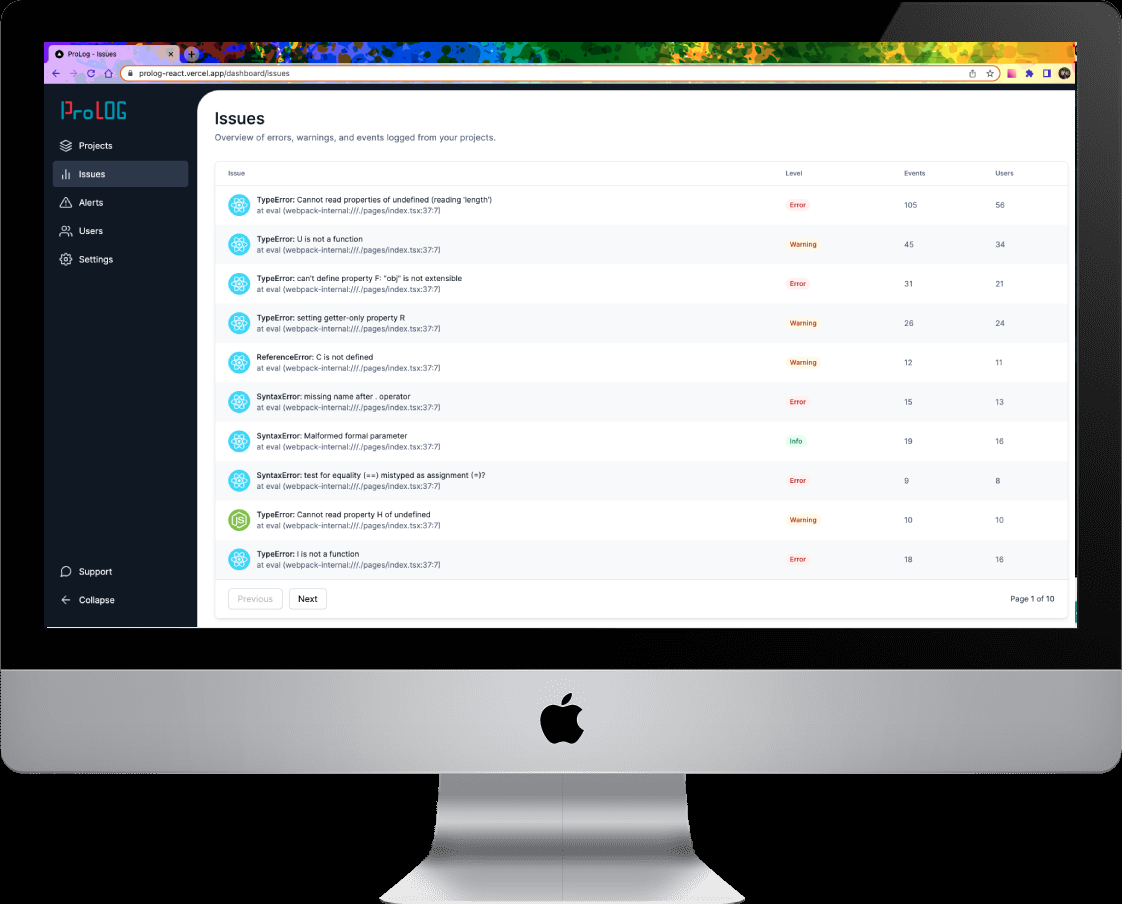 ProLog - Issues
prolog-react.vercel.app/dashboard/issues
ProLOG
Projects
Issues
Alerts
Users
Settings
Support
Collapse
Issues
Overview of errors, warnings, and events logged from your projects.
Issue Level Events Users
TypeError: Cannot read properties of undefined (reading 'length') Error 105 56
at eval (webpack-internal:///./pages/index.tsx:37:7)
TypeError: U is not a function Warning 45 34
at eval (webpack-internal:///./pages/index.tsx:37:7)
TypeError: can't define property F: "obj" is not extensible Error 31 21
at eval (webpack-internal:///./pages/index.tsx:37:7)
TypeError: setting getter-only property R Warning 26 24
at eval (webpack-internal:///./pages/index.tsx:37:7)
ReferenceError: C is not defined Warning 12 11
at eval (webpack-internal:///./pages/index.tsx:37:7)
SyntaxError: missing name after . operator Error 15 13
at eval (webpack-internal:///./pages/index.tsx:37:7)
SyntaxError: Malformed formal parameter Info 19 16
at eval (webpack-internal:///./pages/index.tsx:37:7)
SyntaxError: test for equality (==) mistyped as assignment (=)? Error 9 8
at eval (webpack-internal:///./pages/index.tsx:37:7)
JS
TypeError: Cannot read property H of undefined Warning 10 10
at eval (webpack-internal:///./pages/index.tsx:37:7)
TypeError: I is not a function Error 18 16
at eval (webpack-internal:///./pages/index.tsx:37:7)
Previous Next Page 1 of 10